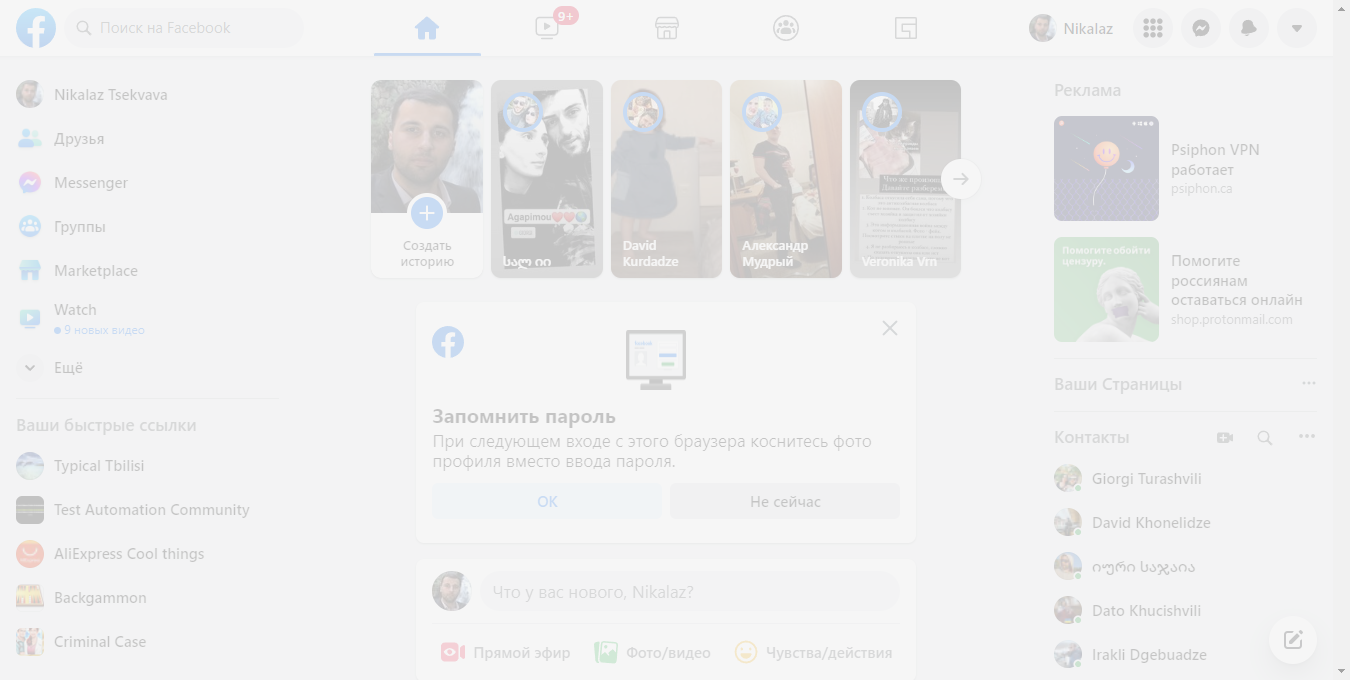 Поиск на Facebook
9+
Nikalaz
Nikalaz Tsekvava
Друзья
Messenger
Группы
Marketplace
Watch
9 новых видео
Ещё
Ваши быстрые ссылки
Typical Tbilisi
Test Automation Community
AliExpress Cool things
Backgammon
Criminal Case
Создать
историю
Agapimou
David
Kurdadze
Александр
Мудрый
Veronika Vrn
Запомнить пароль
При следующем входе с этого браузера коснитесь фото
профиля вместо ввода пароля.
ОК
Не сейчас
Что у вас нового, Nikalaz?
Прямой эфир
Фото/видео
Чувства/действия
Реклама
Psiphon VPN
работает
psiphon.ca
Помогите обойти
цензуру.
Помогите
россиянам
оставаться онлайн
shop.protonmail.com
Ваши Страницы
Контакты
Giorgi Turashvili
David Khonelidze
იური საჯაია
Dato Khucishvili
Irakli Dgebuadze